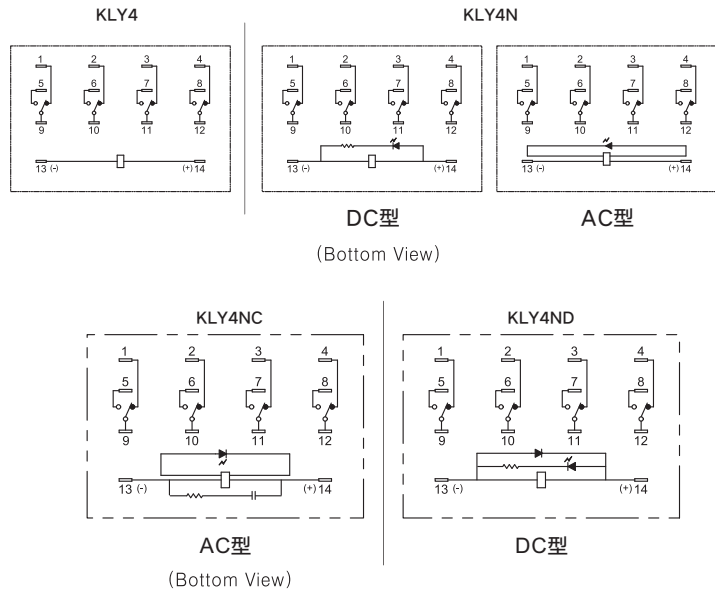 KLY4 KLY4N
1 2 3 4 1 2 3 4 1 2 3 4
5 6 7 8 5 6 7 8 5 6 7 8
9 10 11 12 9 10 11 12 9 10 11 12
13 (-) (+) 14 13 (-) (+) 14 13 (-) (+) 14
DC型 AC型
(Bottom View)
KLY4NC KLY4ND
1 2 3 4 1 2 3 4
5 6 7 8 5 6 7 8
9 10 11 12 9 10 11 12
13 (-) (+) 14 13 (-) (+) 14
AC型 DC型
(Bottom View)